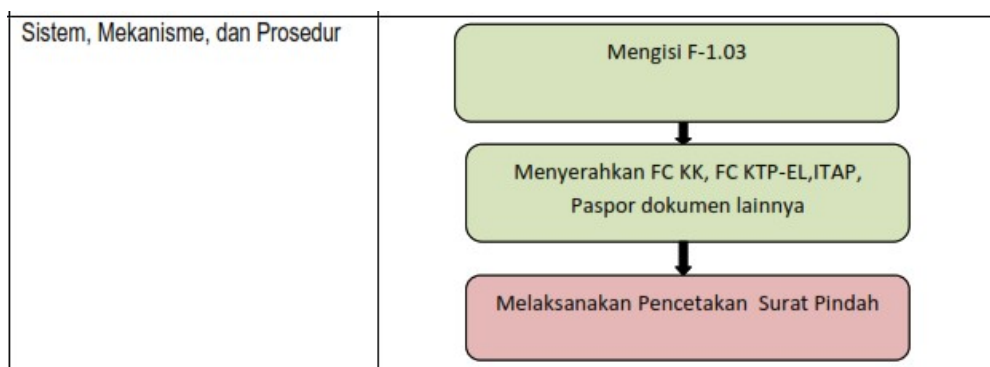 Sistem, Mekanisme, dan Prosedur
Mengisi F-1.03
Menyerahkan FC KK, FC KTP-EL,ITAP,
Paspor dokumen lainnya
Melaksanakan Pencetakan Surat Pindah